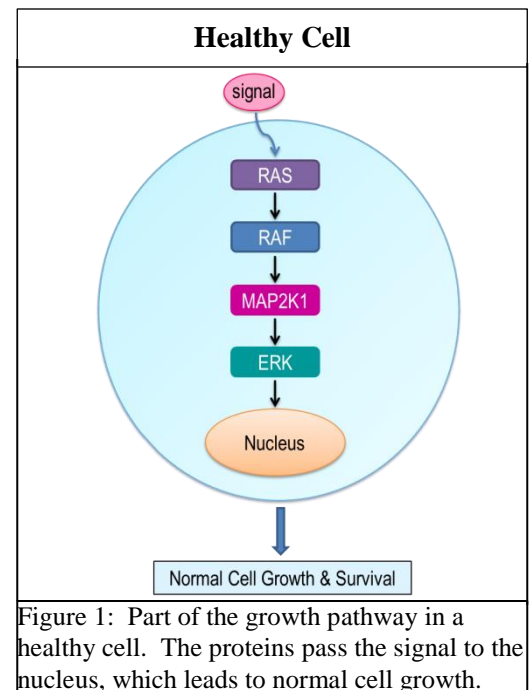 Healthy Cell
signal
RAS
RAF
MAP2K1
ERK
Nucleus
Normal Cell Growth & Survival
Figure 1:  Part of the growth pathway in a
healthy cell.  The proteins pass the signal to the
nucleus, which leads to normal cell growth.